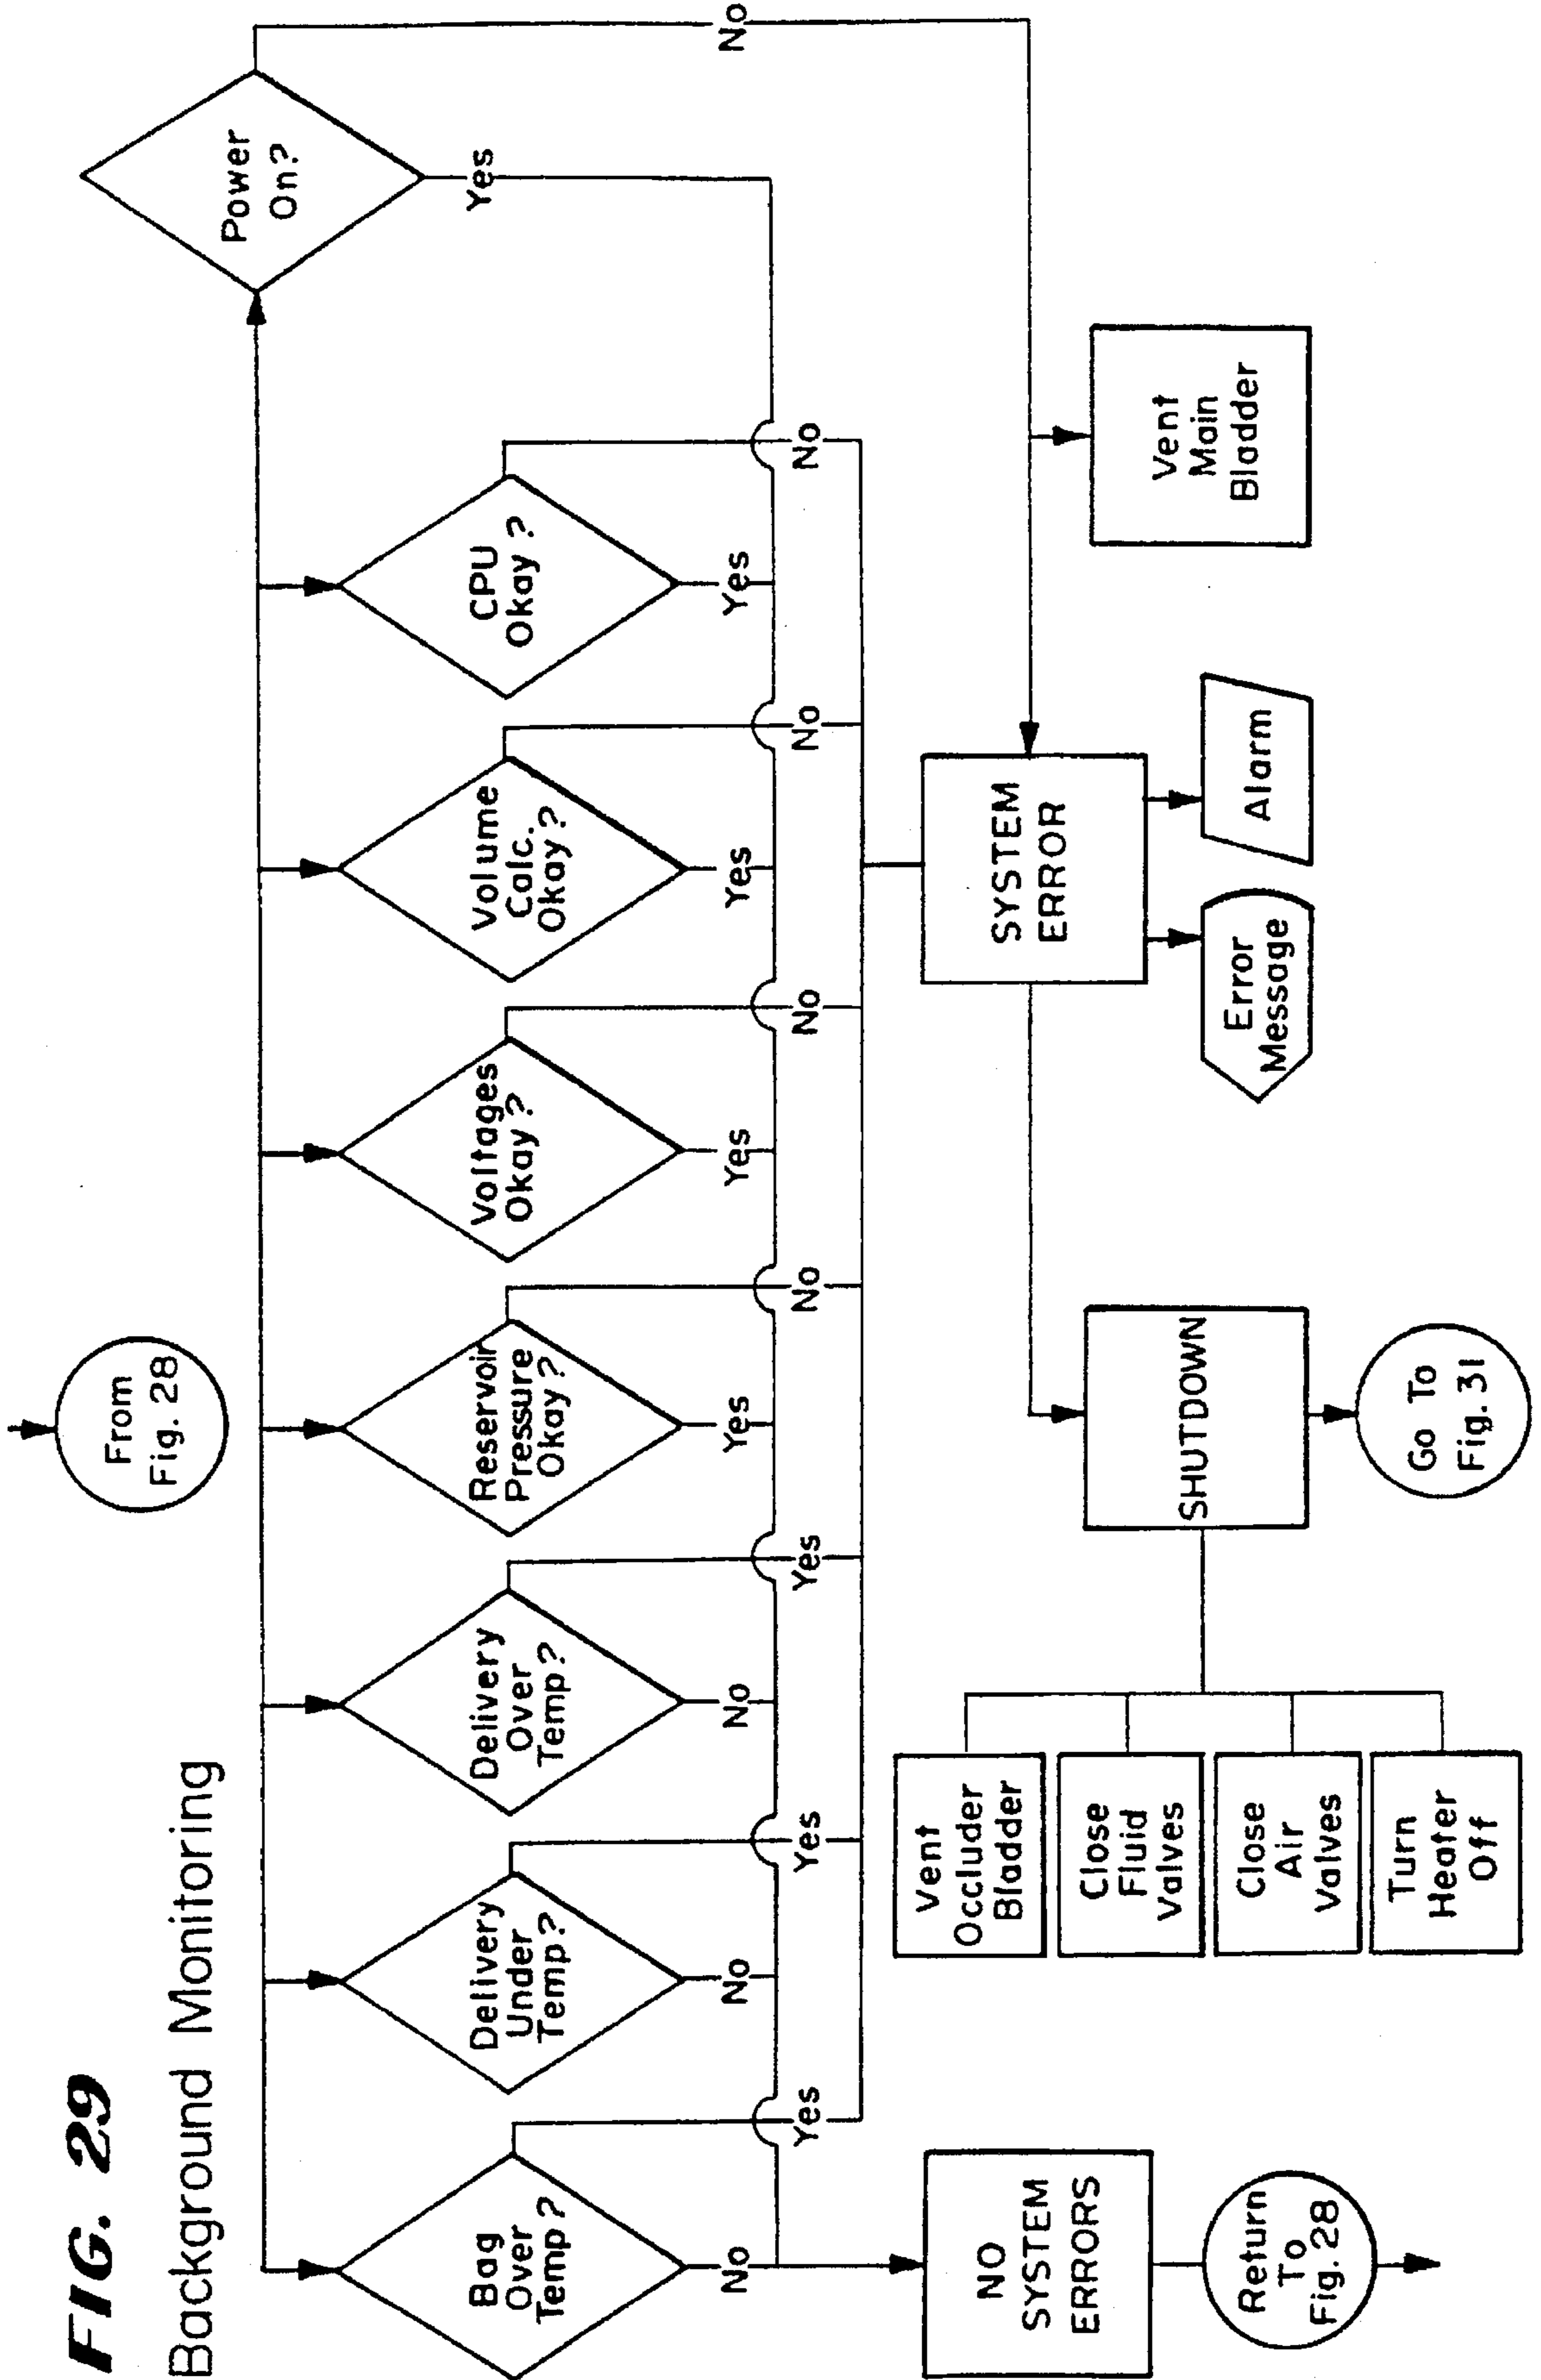 FIG. 29
Background Monitoring
From
Fig. 28
Bag
Over
Temp?
No
Yes
Delivery
Under
Temp?
No
Yes
Delivery
Over
Temp?
No
Yes
Reservoir
Pressure
Okay?
Yes
No
Voltages
Okay?
Yes
No
Volume
Calc.
Okay?
Yes
No
CPU
Okay?
Yes
No
Power
On?
Yes
No
NO
SYSTEM
ERRORS
Return
To
Fig. 28
Vent
Occluder
Bladder
Close
Fluid
Valves
Close
Air
Valves
Turn
Heater
Off
SHUTDOWN
Go To
Fig. 31
SYSTEM
ERROR
Error
Message
Alarm
Vent
Main
Bladder